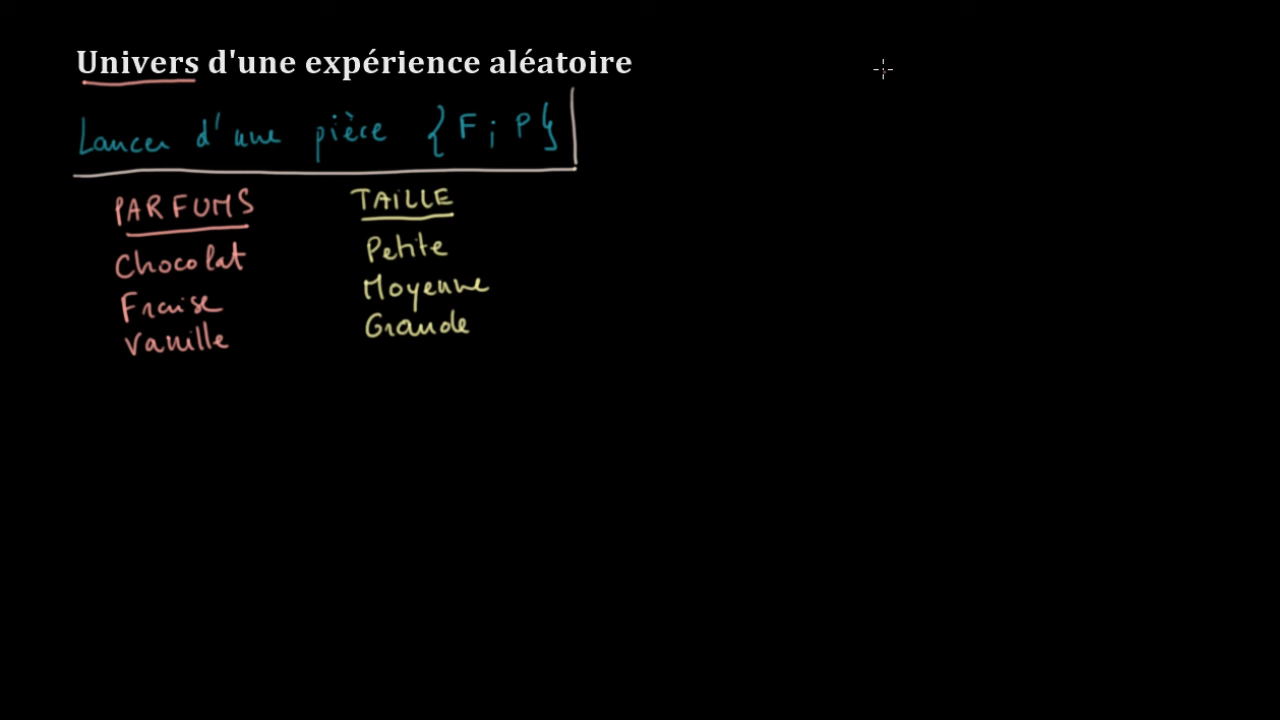 Univers d'une expérience aléatoire
Lancer d'une pièce {F ; P}
PARFUMS
Chocolat
Fraise
Vanille
TAILLE
Petite
Moyenne
Grande